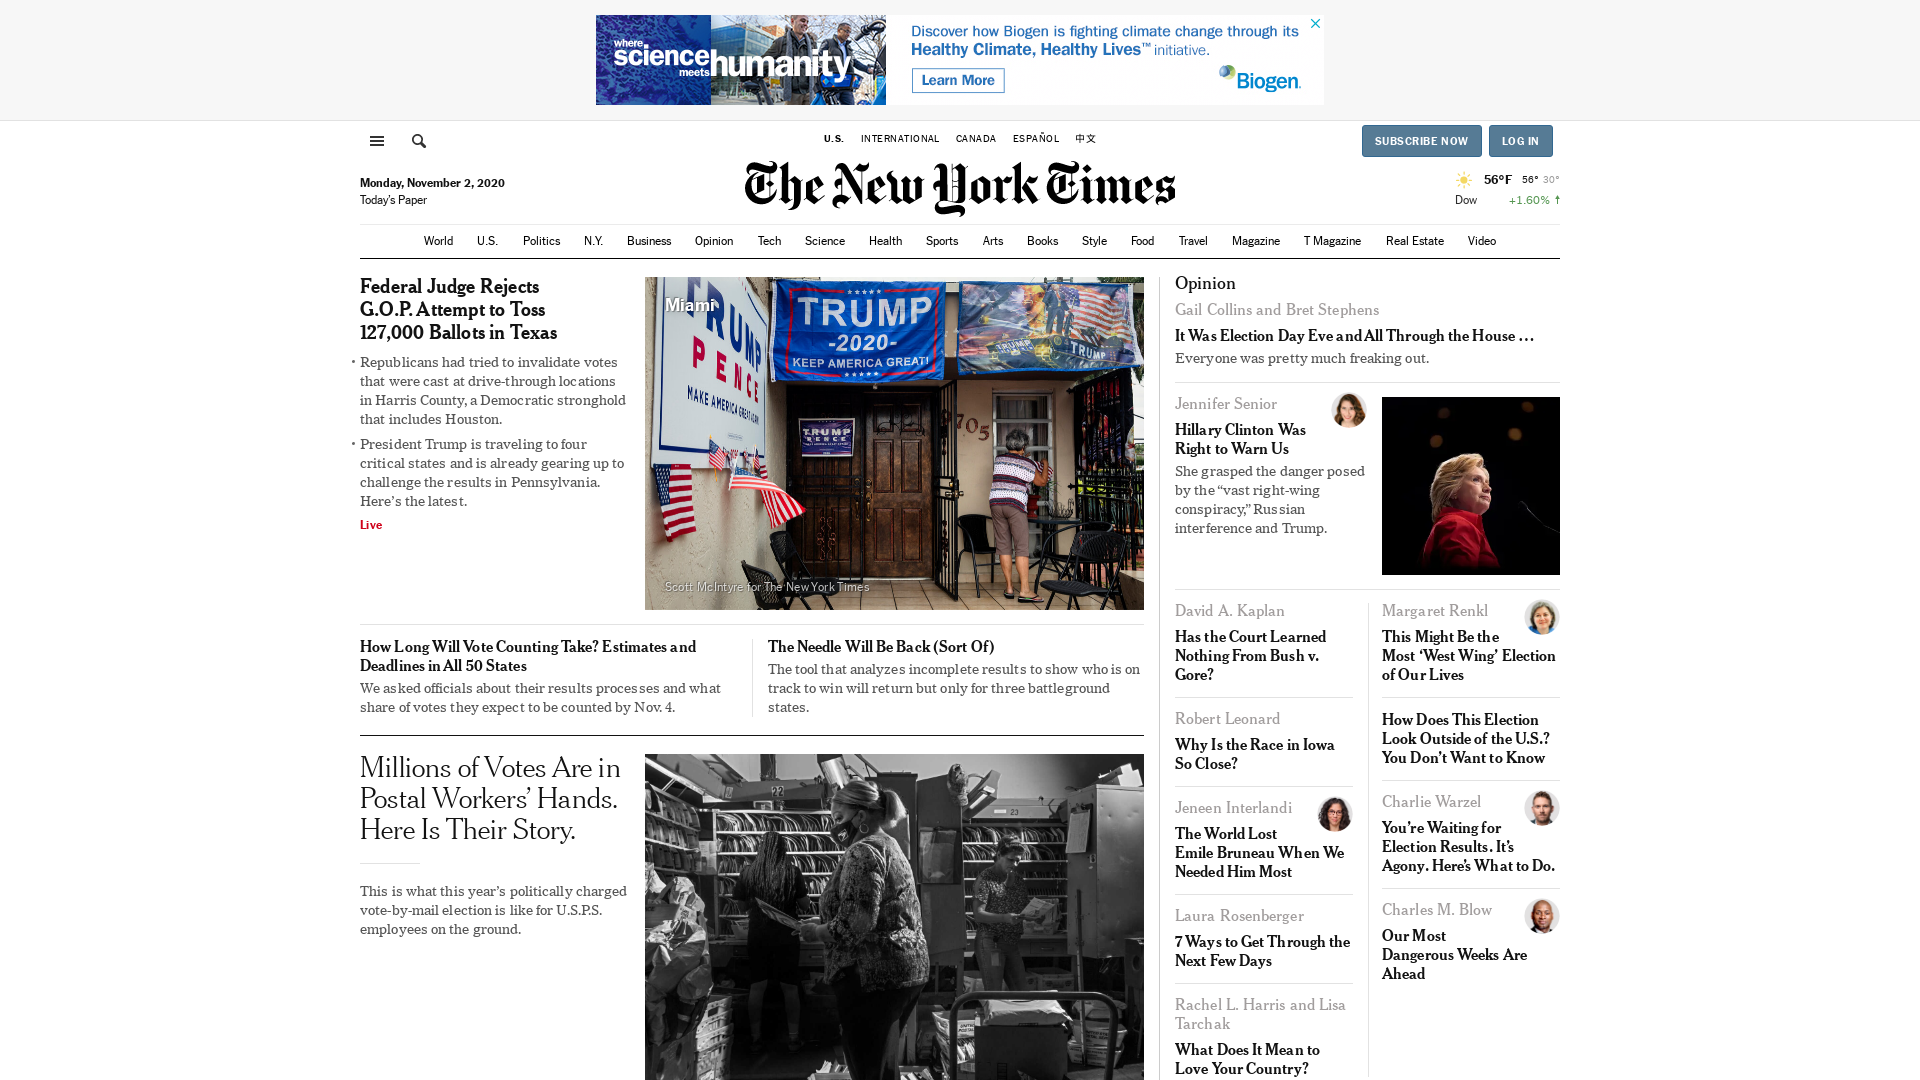 where
science
meets humanity
Discover how Biogen is fighting climate change through its
Healthy Climate, Healthy Lives™ initiative.
Learn More
Biogen.
U.S. INTERNATIONAL CANADA ESPAÑOL 中文
SUBSCRIBE NOW LOG IN
The New York Times
Monday, November 2, 2020
Today's Paper
56°F 56° 30°
Dow +1.60% ↑
World U.S. Politics N.Y. Business Opinion Tech Science Health Sports Arts Books Style Food Travel Magazine T Magazine Real Estate Video
Federal Judge Rejects
G.O.P. Attempt to Toss
127,000 Ballots in Texas
• Republicans had tried to invalidate votes
that were cast at drive-through locations
in Harris County, a Democratic stronghold
that includes Houston.
• President Trump is traveling to four
critical states and is already gearing up to
challenge the results in Pennsylvania.
Here's the latest.
Live
Miami
TRUMP
PENCE
MAKE AMERICA GREAT
TRUMP
-2020-
KEEP AMERICA GREAT!
TRUMP
TRUMP
TRUMP
PENCE
705
Scott McIntyre for The New York Times
How Long Will Vote Counting Take? Estimates and
Deadlines in All 50 States
We asked officials about their results processes and what
share of votes they expect to be counted by Nov. 4.
The Needle Will Be Back (Sort Of)
The tool that analyzes incomplete results to show who is on
track to win will return but only for three battleground
states.
Millions of Votes Are in
Postal Workers' Hands.
Here Is Their Story.
This is what this year's politically charged
vote-by-mail election is like for U.S.P.S.
employees on the ground.
22
23
Opinion
Gail Collins and Bret Stephens
It Was Election Day Eve and All Through the House …
Everyone was pretty much freaking out.
Jennifer Senior
Hillary Clinton Was
Right to Warn Us
She grasped the danger posed
by the “vast right-wing
conspiracy,” Russian
interference and Trump.
David A. Kaplan
Has the Court Learned
Nothing From Bush v.
Gore?
Robert Leonard
Why Is the Race in Iowa
So Close?
Jeneen Interlandi
The World Lost
Emile Bruneau When We
Needed Him Most
Laura Rosenberger
7 Ways to Get Through the
Next Few Days
Rachel L. Harris and Lisa
Tarchak
What Does It Mean to
Love Your Country?
Margaret Renkl
This Might Be the
Most ‘West Wing’ Election
of Our Lives
How Does This Election
Look Outside of the U.S.?
You Don’t Want to Know
Charlie Warzel
You’re Waiting for
Election Results. It’s
Agony. Here’s What to Do.
Charles M. Blow
Our Most
Dangerous Weeks Are
Ahead